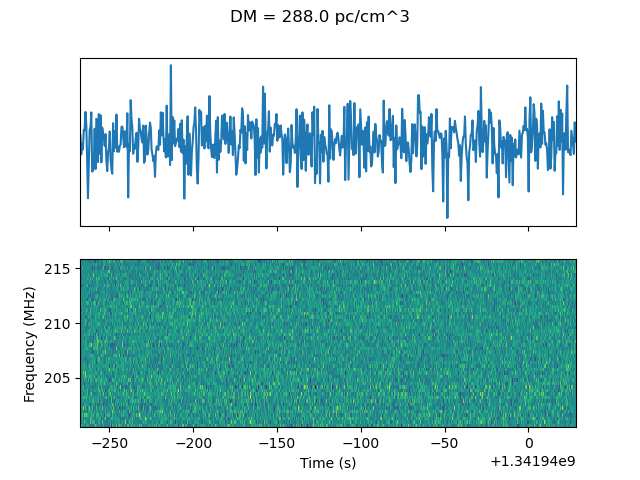 DM = 288.0 pc/cm^3
215
210
205
Frequency (MHz)
−250 −200 −150 −100 −50 0
Time (s)
+1.34194e9